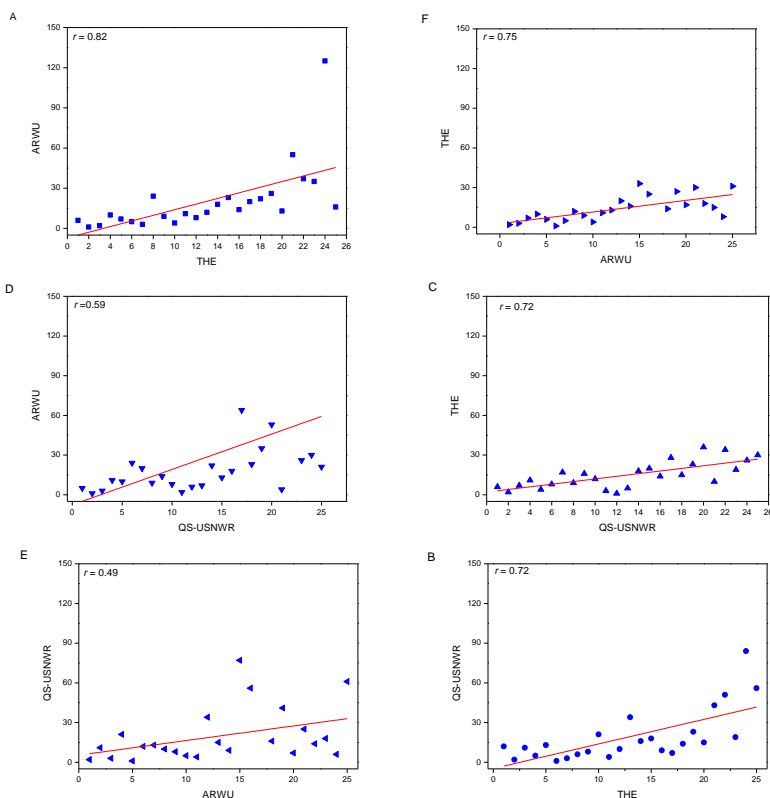 A
r = 0.82
150
120
90
60
30
0
ARWU
0 2 4 6 8 10 12 14 16 18 20 22 24 26
THE
F
r = 0.75
150
120
90
60
30
0
THE
0 5 10 15 20 25
ARWU
D
r =0.59
150
120
90
60
30
0
ARWU
0 5 10 15 20 25
QS-USNWR
C
r = 0.72
150
120
90
60
30
0
THE
0 2 4 6 8 10 12 14 16 18 20 22 24 26
QS-USNWR
E
r = 0.49
150
120
90
60
30
0
QS-USNWR
0 5 10 15 20 25
ARWU
B
r = 0.72
150
120
90
60
30
0
QS-USNWR
0 5 10 15 20 25
THE